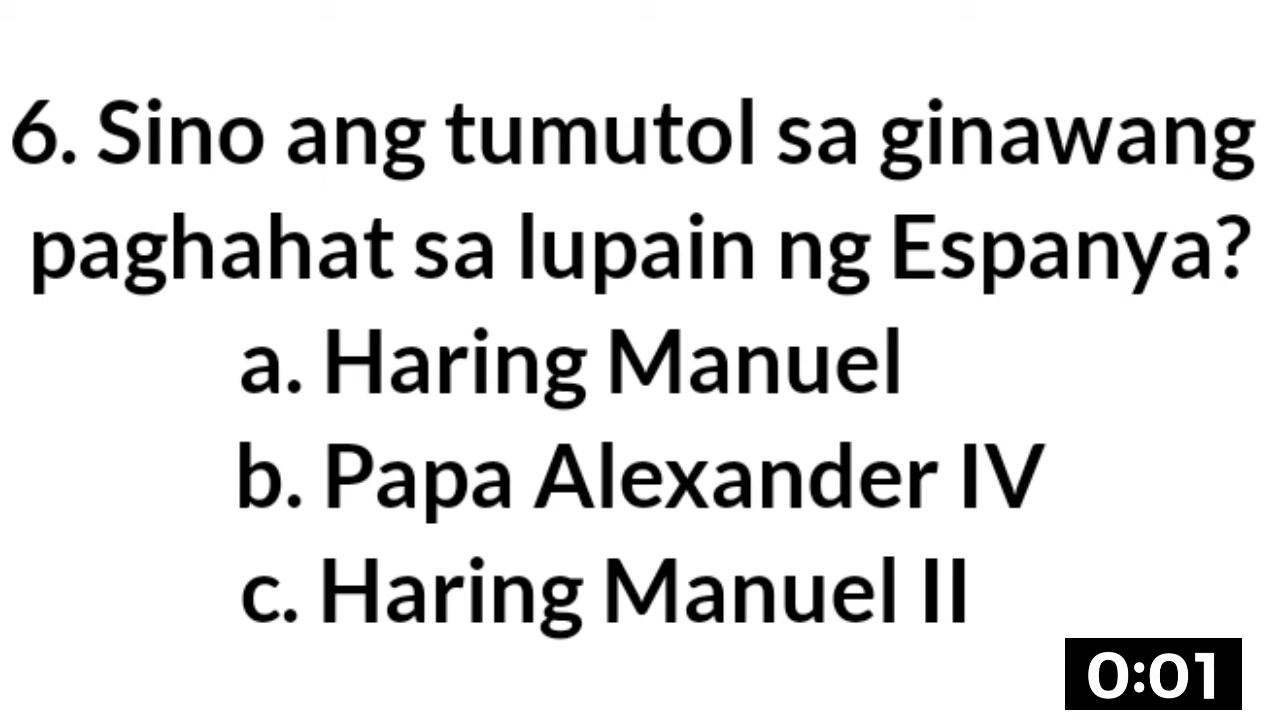 6. Sino ang tumutol sa ginawang
paghahat sa lupain ng Espanya?
a. Haring Manuel
b. Papa Alexander IV
c. Haring Manuel II
0:01